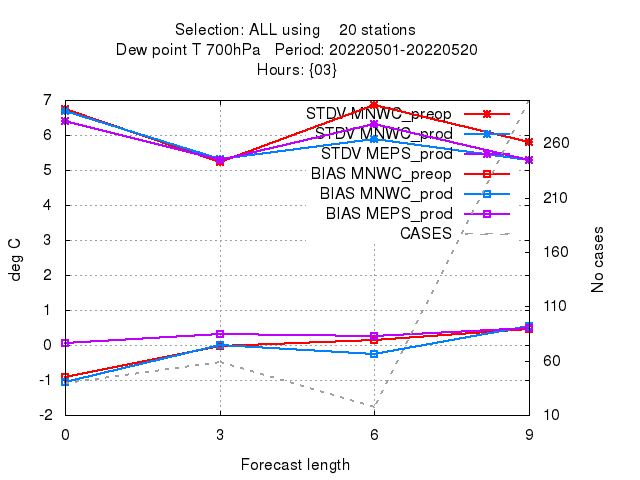 Selection: ALL using 20 stations
Dew point T 700hPa Period: 20220501-20220520
Hours: {03}
7
6
5
4
3
2
1
0
-1
-2
deg C
STDV MNWC_preop
STDV MNWC_prod
STDV MEPS_prod
BIAS MNWC_preop
BIAS MNWC_prod
BIAS MEPS_prod
CASES
260
210
160
110
60
10
No cases
0 3 6 9
Forecast length